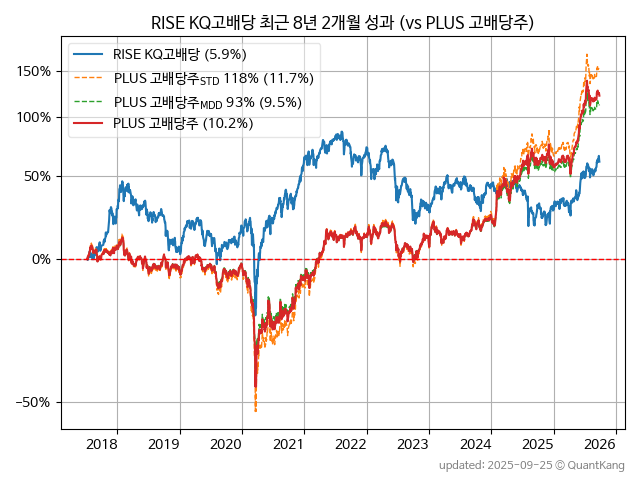 RISE KQ고배당 최근 8년 2개월 성과 (vs PLUS 고배당주)
RISE KQ고배당 (5.9%)
PLUS 고배당주STD 118% (11.7%)
PLUS 고배당주MDD 93% (9.5%)
PLUS 고배당주 (10.2%)
150%
100%
50%
0%
−50%
2018 2019 2020 2021 2022 2023 2024 2025 2026
updated: 2025-09-25 © QuantKang